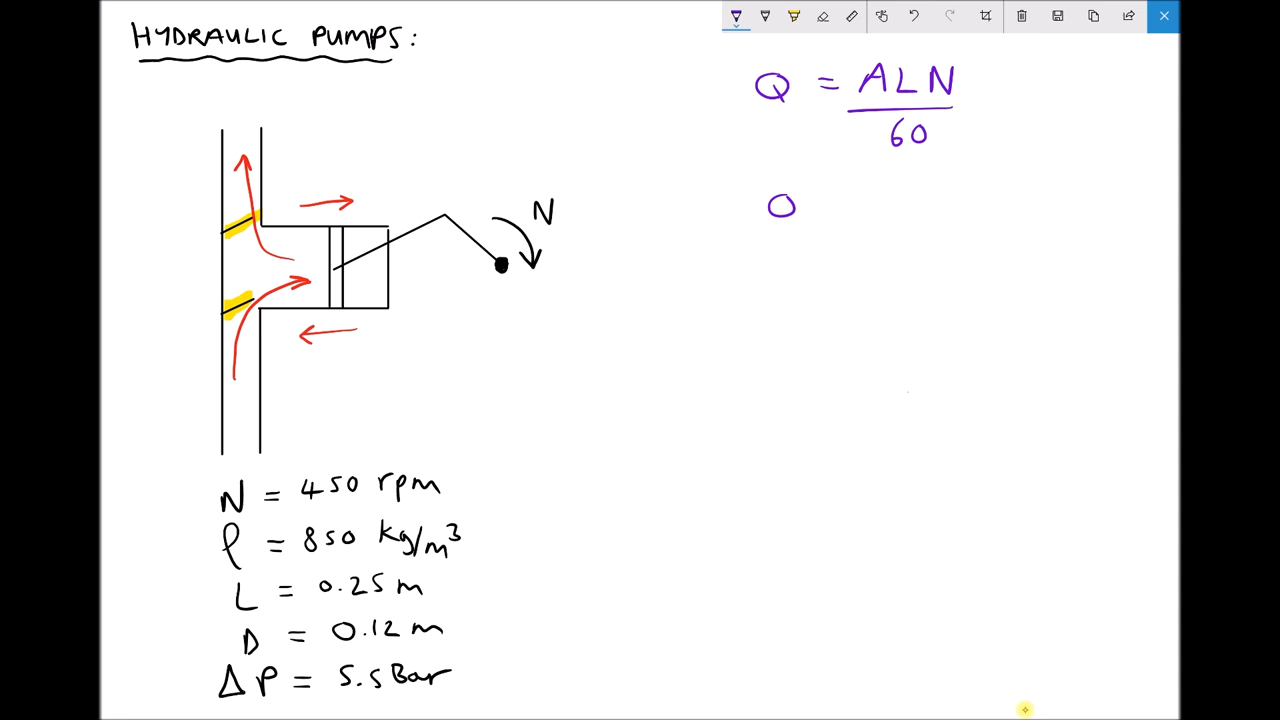 HYDRAULIC PUMPS:
Q = ALN
60
O
N
N = 450 rpm
ρ = 850 kg/m³
L = 0.25 m
D = 0.12 m
ΔP = 5.5 Bar